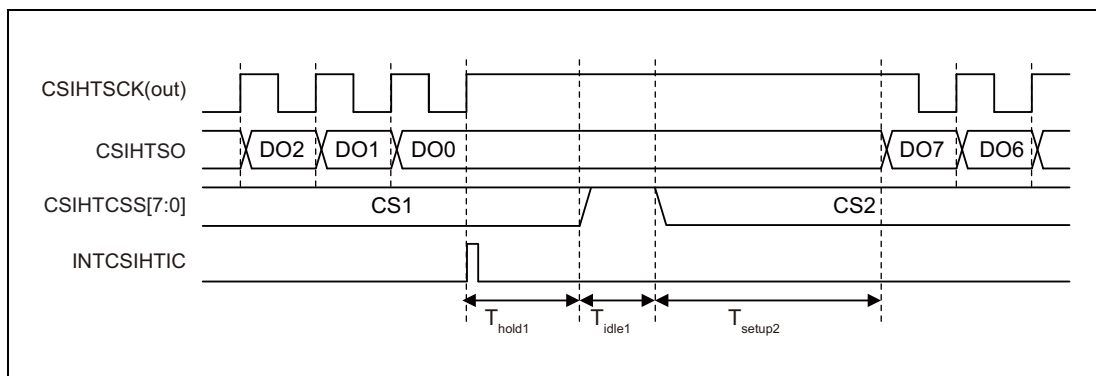 CSIHTSCK(out)
CSIHTSO DO2 DO1 DO0 DO7 DO6
CSIHTCSS[7:0] CS1 CS2
INTCSIHTIC
Thold1 Tidle1 Tsetup2